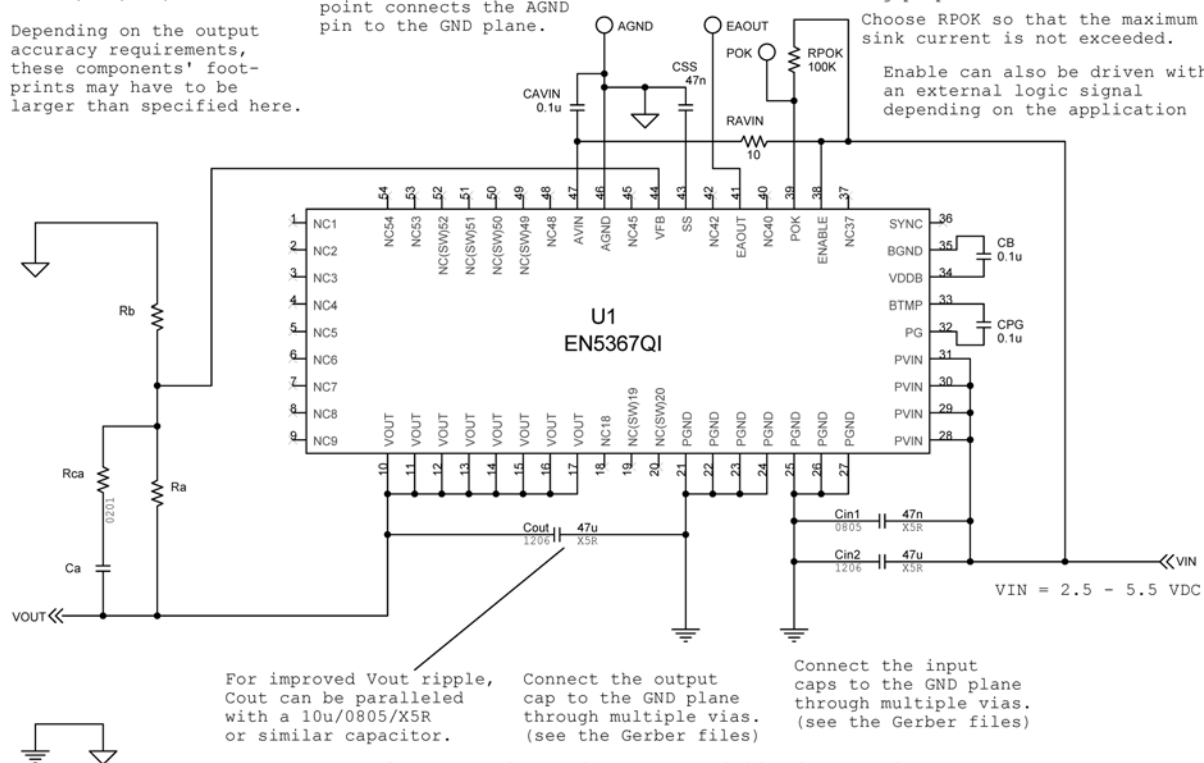 point connects the AGND
pin to the GND plane.
Depending on the output
accuracy requirements,
these components' foot-
prints may have to be
larger than specified here.
Choose RPOK so that the maximum
sink current is not exceeded.
Enable can also be driven with
an external logic signal
depending on the application
AGND
EAOUT
POK
RPOK
100K
CSS
47n
CAVIN
0.1u
RAVIN
10
54
53
52
51
50
49
48
47
46
45
44
43
42
41
40
39
38
37
NC54
NC53
NC(SW)52
NC(SW)51
NC(SW)50
NC(SW)49
NC48
AVIN
AGND
NC45
VFB
SS
NC42
EAOUT
NC40
POK
ENABLE
NC37
1 NC1
2 NC2
3 NC3
4 NC4
5 NC5
6 NC6
7 NC7
8 NC8
9 NC9
U1
EN5367QI
SYNC 36
BGND 35
VDDB 34
BTMP 33
PG 32
PVIN 31
PVIN 30
PVIN 29
PVIN 28
CB
0.1u
CPG
0.1u
Rb
Rca
0201
Ra
Ca
VOUT
VOUT
VOUT
VOUT
VOUT
VOUT
VOUT
VOUT
VOUT
NC18
NC(SW)19
NC(SW)20
PGND
PGND
PGND
PGND
PGND
PGND
PGND
10
11
12
13
14
15
16
17
18
19
20
21
22
23
24
25
26
27
Cout 47u
1206 X5R
Cin1 47n
0805 X5R
Cin2 47u
1206 X5R
VIN
VIN = 2.5 - 5.5 VDC
For improved Vout ripple,
Cout can be paralleled
with a 10u/0805/X5R
or similar capacitor.
Connect the output
cap to the GND plane
through multiple vias.
(see the Gerber files)
Connect the input
caps to the GND plane
through multiple vias.
(see the Gerber files)